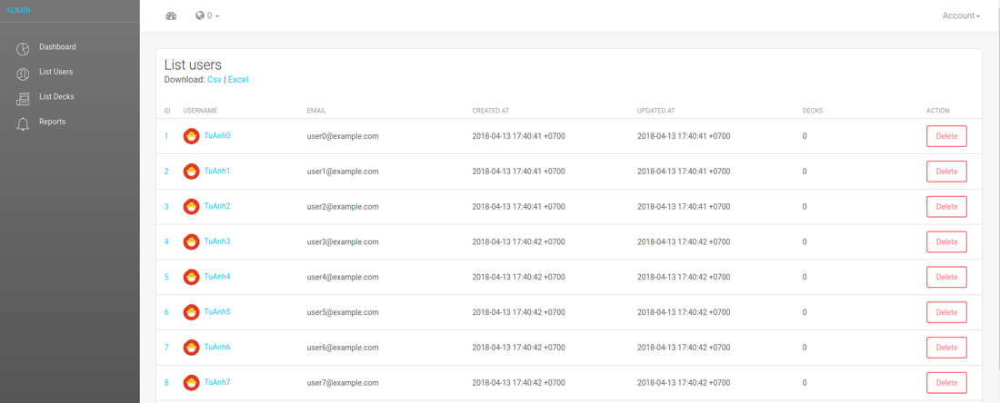 ADMIN
Dashboard
List Users
List Decks
Reports
0
Account
List users
Download: Csv | Excel
ID USERNAME EMAIL CREATED AT UPDATED AT DECKS ACTION
1 TuAnh0 user0@example.com 2018-04-13 17:40:41 +0700 2018-04-13 17:40:41 +0700 0 Delete
2 TuAnh1 user1@example.com 2018-04-13 17:40:41 +0700 2018-04-13 17:40:41 +0700 0 Delete
3 TuAnh2 user2@example.com 2018-04-13 17:40:41 +0700 2018-04-13 17:40:41 +0700 0 Delete
4 TuAnh3 user3@example.com 2018-04-13 17:40:42 +0700 2018-04-13 17:40:42 +0700 0 Delete
5 TuAnh4 user4@example.com 2018-04-13 17:40:42 +0700 2018-04-13 17:40:42 +0700 0 Delete
6 TuAnh5 user5@example.com 2018-04-13 17:40:42 +0700 2018-04-13 17:40:42 +0700 0 Delete
7 TuAnh6 user6@example.com 2018-04-13 17:40:42 +0700 2018-04-13 17:40:42 +0700 0 Delete
8 TuAnh7 user7@example.com 2018-04-13 17:40:42 +0700 2018-04-13 17:40:42 +0700 0 Delete